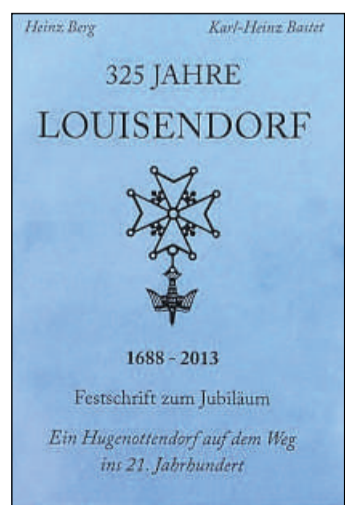 Heinz Berg Karl-Heinz Bastet
325 JAHRE
LOUISENDORF
1688 - 2013
Festschrift zum Jubiläum
Ein Hugenottendorf auf dem Weg
ins 21. Jahrhundert